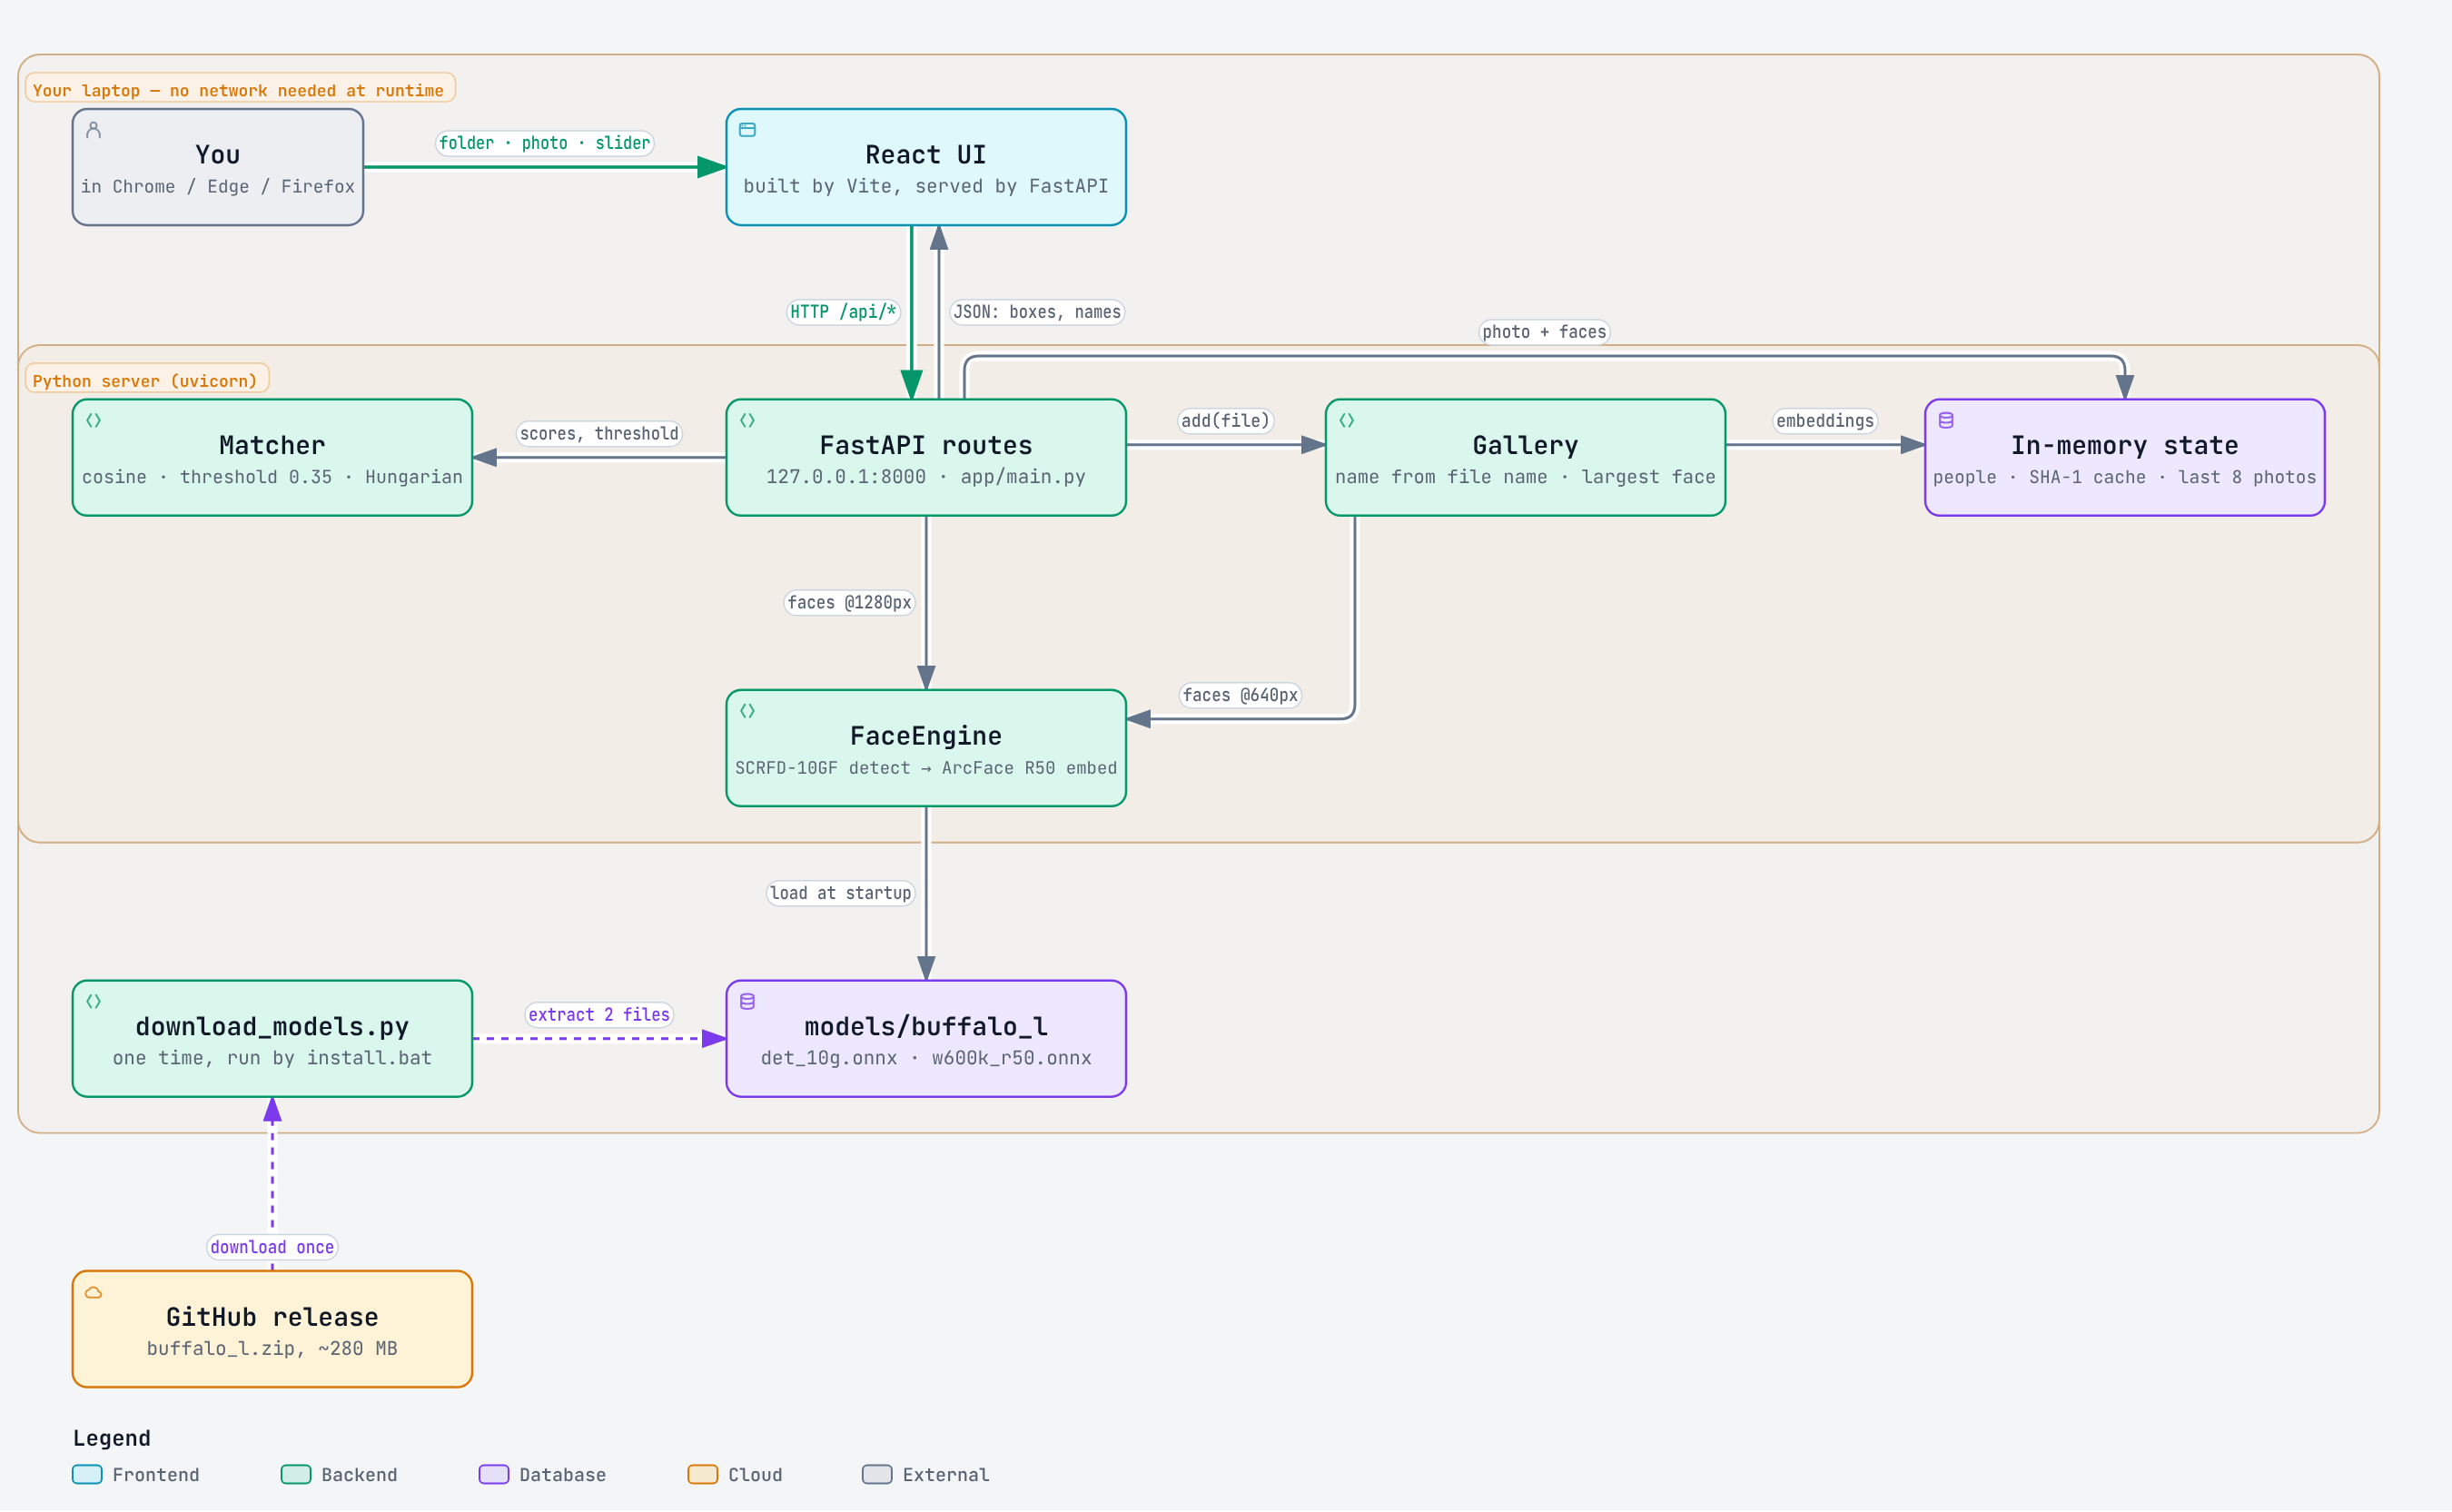 Your laptop — no network needed at runtime
You
in Chrome / Edge / Firefox
folder · photo · slider
React UI
built by Vite, served by FastAPI
HTTP /api/*
JSON: boxes, names
photo + faces
Python server (uvicorn)
Matcher
cosine · threshold 0.35 · Hungarian
scores, threshold
FastAPI routes
127.0.0.1:8000 · app/main.py
add(file)
Gallery
name from file name · largest face
embeddings
In-memory state
people · SHA-1 cache · last 8 photos
faces @1280px
faces @640px
FaceEngine
SCRFD-10GF detect → ArcFace R50 embed
load at startup
download_models.py
one time, run by install.bat
extract 2 files
models/buffalo_l
det_10g.onnx · w600k_r50.onnx
download once
GitHub release
buffalo_l.zip, ~280 MB
Legend
Frontend
Backend
Database
Cloud
External